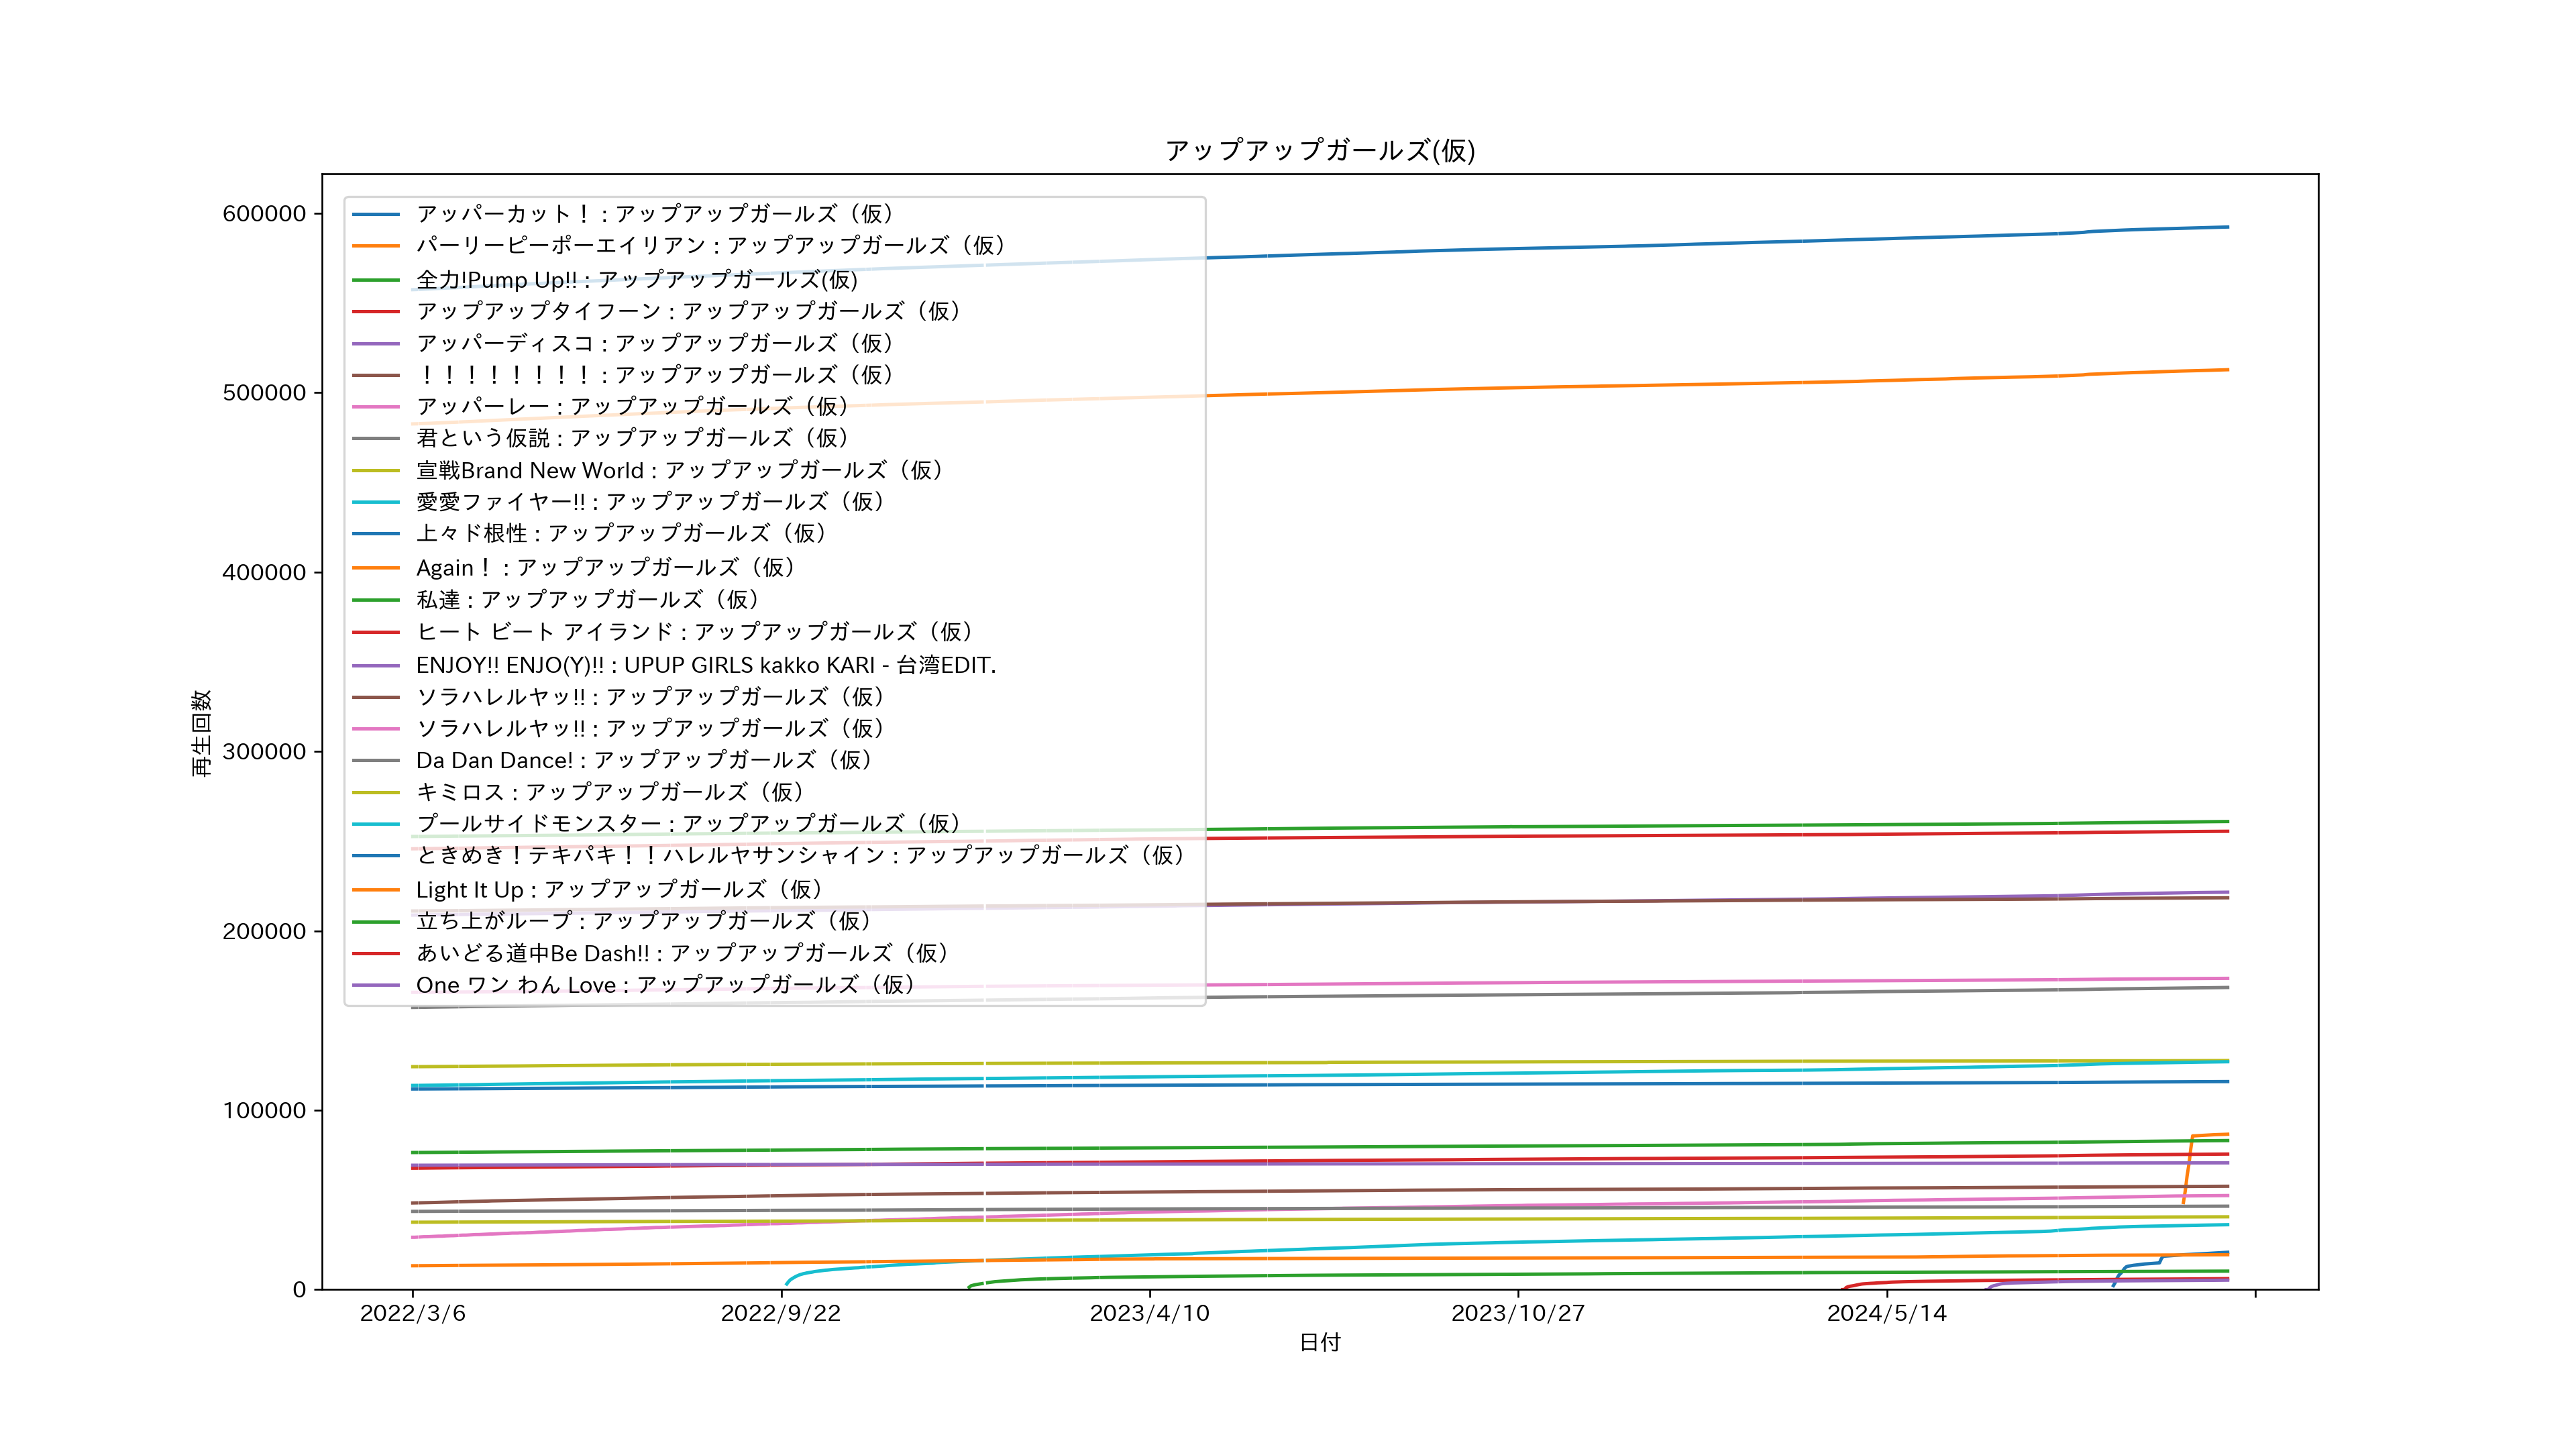 アップアップガールズ(仮)
600000
500000
400000
300000
200000
100000
0
再生回数
アッパーカット！ : アップアップガールズ（仮）
パーリーピーポーエイリアン : アップアップガールズ（仮）
全力!Pump Up!! : アップアップガールズ(仮)
アップアップタイフーン : アップアップガールズ（仮）
アッパーディスコ : アップアップガールズ（仮）
！！！！！！！！ : アップアップガールズ（仮）
アッパーレー : アップアップガールズ（仮）
君という仮説 : アップアップガールズ（仮）
宣戦Brand New World : アップアップガールズ（仮）
愛愛ファイヤー!! : アップアップガールズ（仮）
上々ド根性 : アップアップガールズ（仮）
Again！ : アップアップガールズ（仮）
私達 : アップアップガールズ（仮）
ヒート ビート アイランド : アップアップガールズ（仮）
ENJOY!! ENJO(Y)!! : UPUP GIRLS kakko KARI - 台湾EDIT.
ソラハレルヤッ!! : アップアップガールズ（仮）
ソラハレルヤッ!! : アップアップガールズ（仮）
Da Dan Dance! : アップアップガールズ（仮）
キミロス : アップアップガールズ（仮）
プールサイドモンスター : アップアップガールズ（仮）
ときめき！テキパキ！！ハレルヤサンシャイン : アップアップガールズ（仮）
Light It Up : アップアップガールズ（仮）
立ち上がループ : アップアップガールズ（仮）
あいどる道中Be Dash!! : アップアップガールズ（仮）
One ワン わん Love : アップアップガールズ（仮）
2022/3/6
2022/9/22
2023/4/10
2023/10/27
2024/5/14
日付